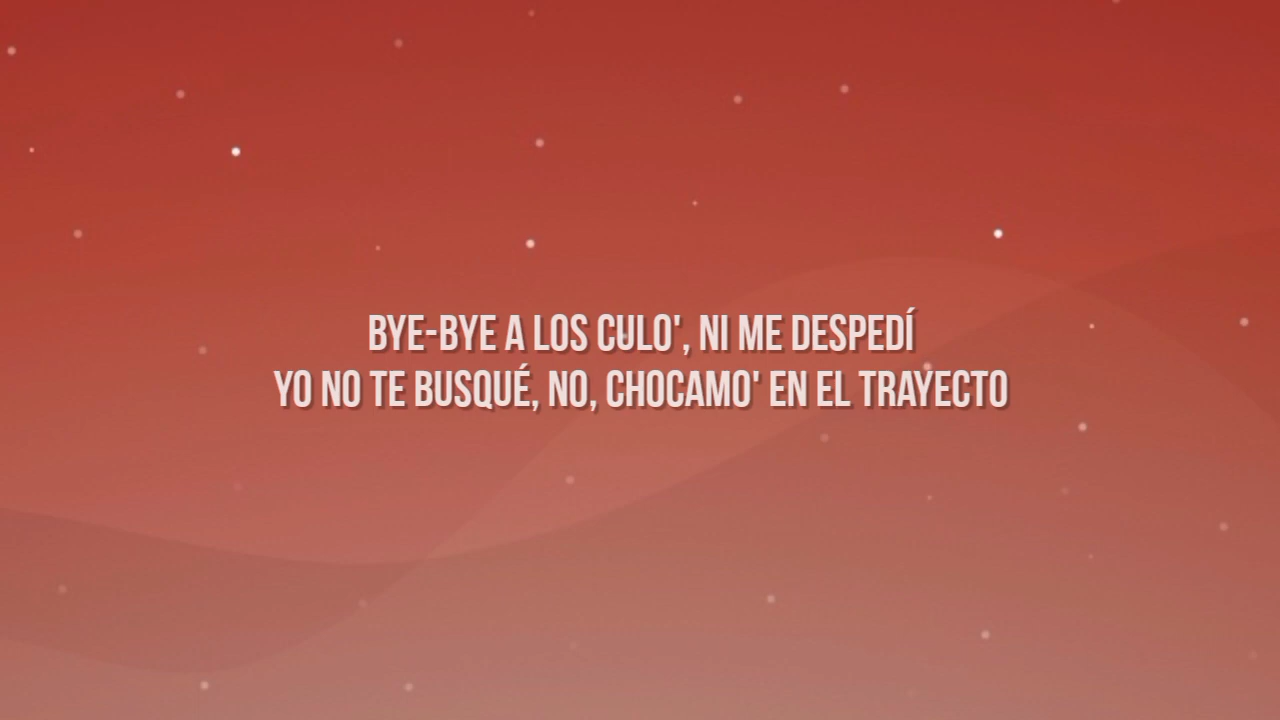 BYE-BYE A LOS CULO', NI ME DESPEDÍ
YO NO TE BUSQUÉ, NO, CHOCAMO' EN EL TRAYECTO